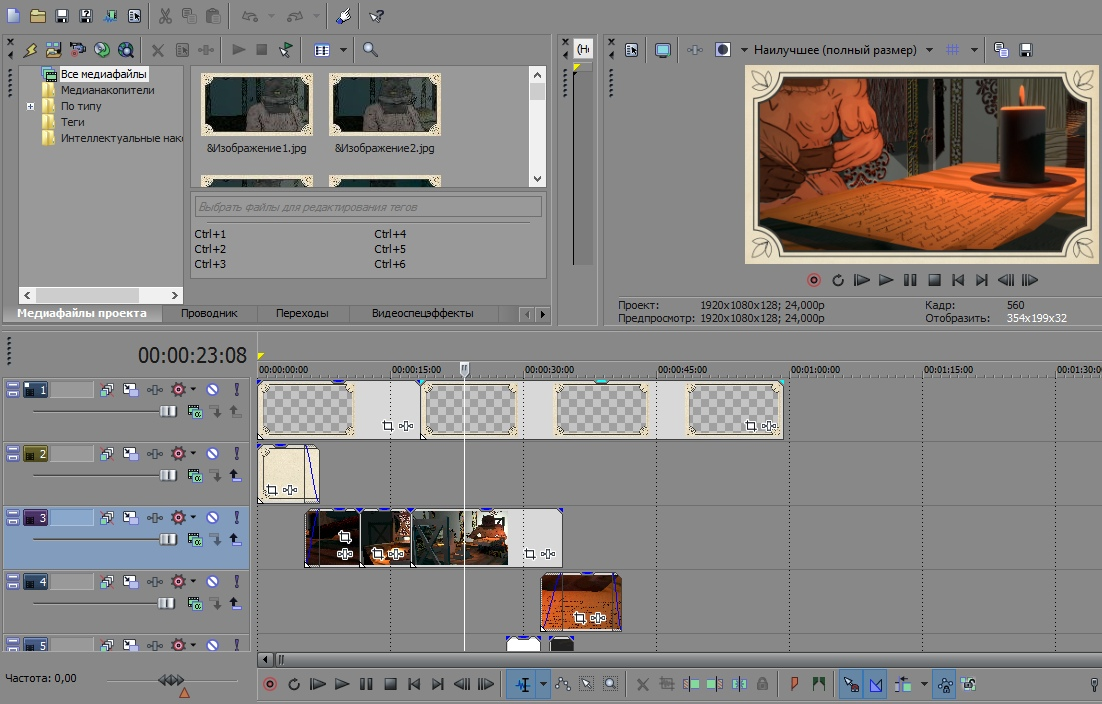 (Не
Наилучшее (полный размер)
Все медиафайлы
Медианакопители
По типу
Теги
Интеллектуальные нако
&Изображение1.jpg
&Изображение2.jpg
Выбрать файлы для редактирования тегов
Ctrl+1
Ctrl+4
Ctrl+2
Ctrl+5
Ctrl+3
Ctrl+6
Медиафайлы проекта
Проводник
Переходы
Видеоспецэффекты
Проект: 1920x1080x128; 24,000p
Кадр: 560
Предпросмотр: 1920x1080x128; 24,000p
Отобразить: 354x199x32
00:00:23:08
00:00:00:00
00:00:15:00
00:00:30:00
00:00:45:00
00:01:00:00
00:01:15:00
00:01:30:0
1
2
3
4
5
Частота: 0,00